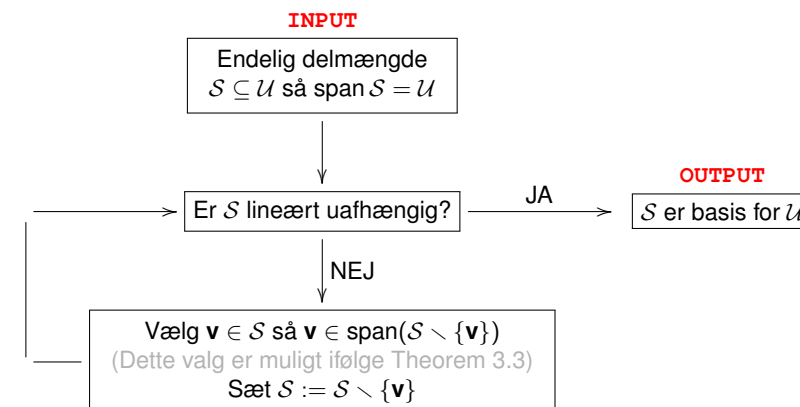 INPUT
Endelig delmængde
𝒮 ⊆ 𝒰 så span 𝒮 = 𝒰
OUTPUT
Er 𝒮 lineært uafhængig?
JA
𝒮 er basis for 𝒰
NEJ
Vælg v ∈ 𝒮 så v ∈ span(𝒮 ∖ {v})
(Dette valg er muligt ifølge Theorem 3.3)
Sæt 𝒮 := 𝒮 ∖ {v}